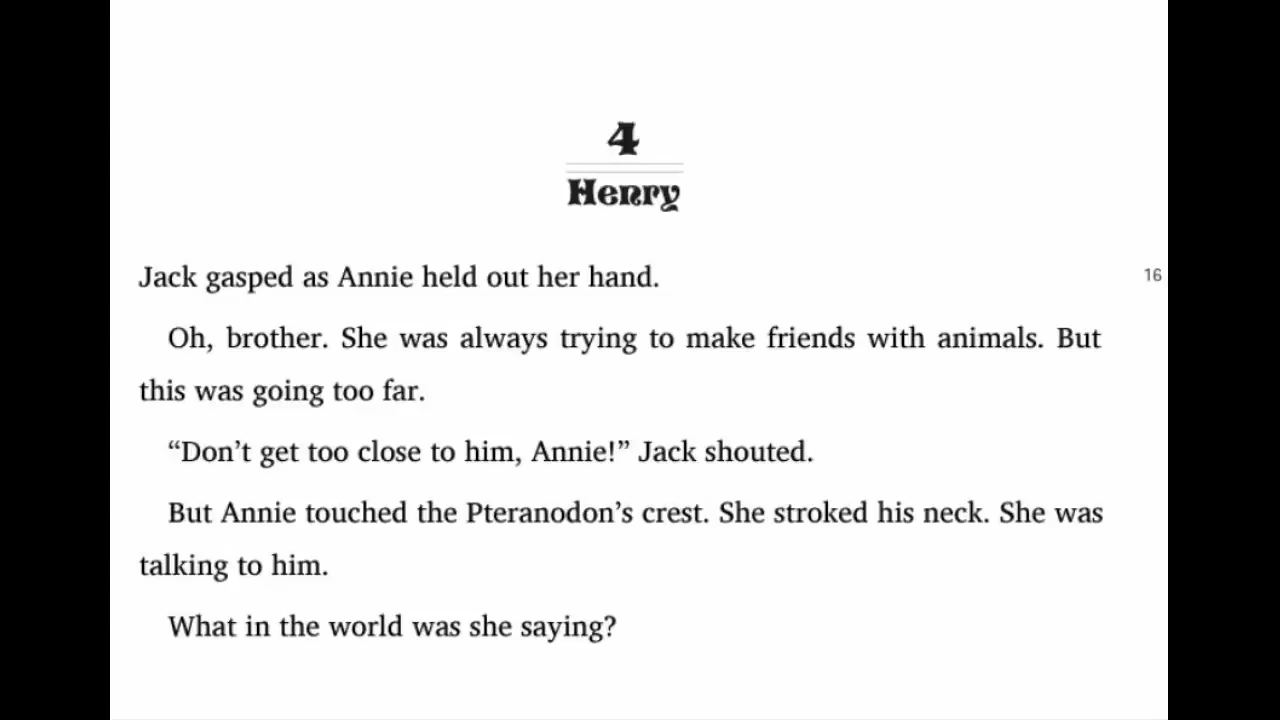 4
Henry
Jack gasped as Annie held out her hand.
16
Oh, brother. She was always trying to make friends with animals. But
this was going too far.
“Don’t get too close to him, Annie!” Jack shouted.
But Annie touched the Pteranodon’s crest. She stroked his neck. She was
talking to him.
What in the world was she saying?